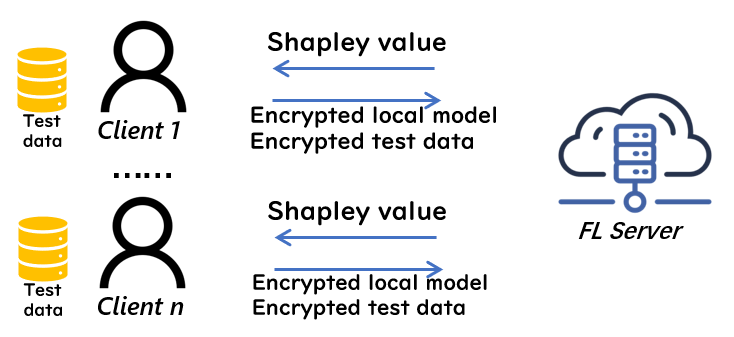 Shapley value
Test
data
Client 1
Encrypted local model
Encrypted test data
......
FL Server
Shapley value
Test
data
Client n
Encrypted local model
Encrypted test data